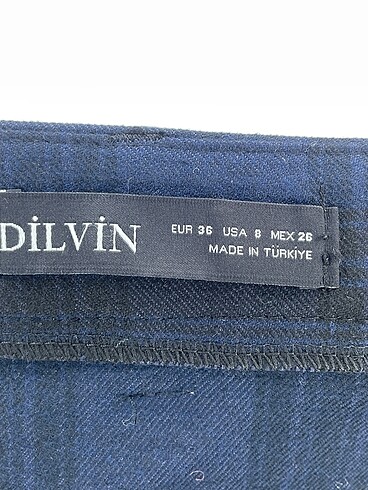 DİLVİN
EUR 36 USA 8 MEX 26
MADE IN TÜRKİYE